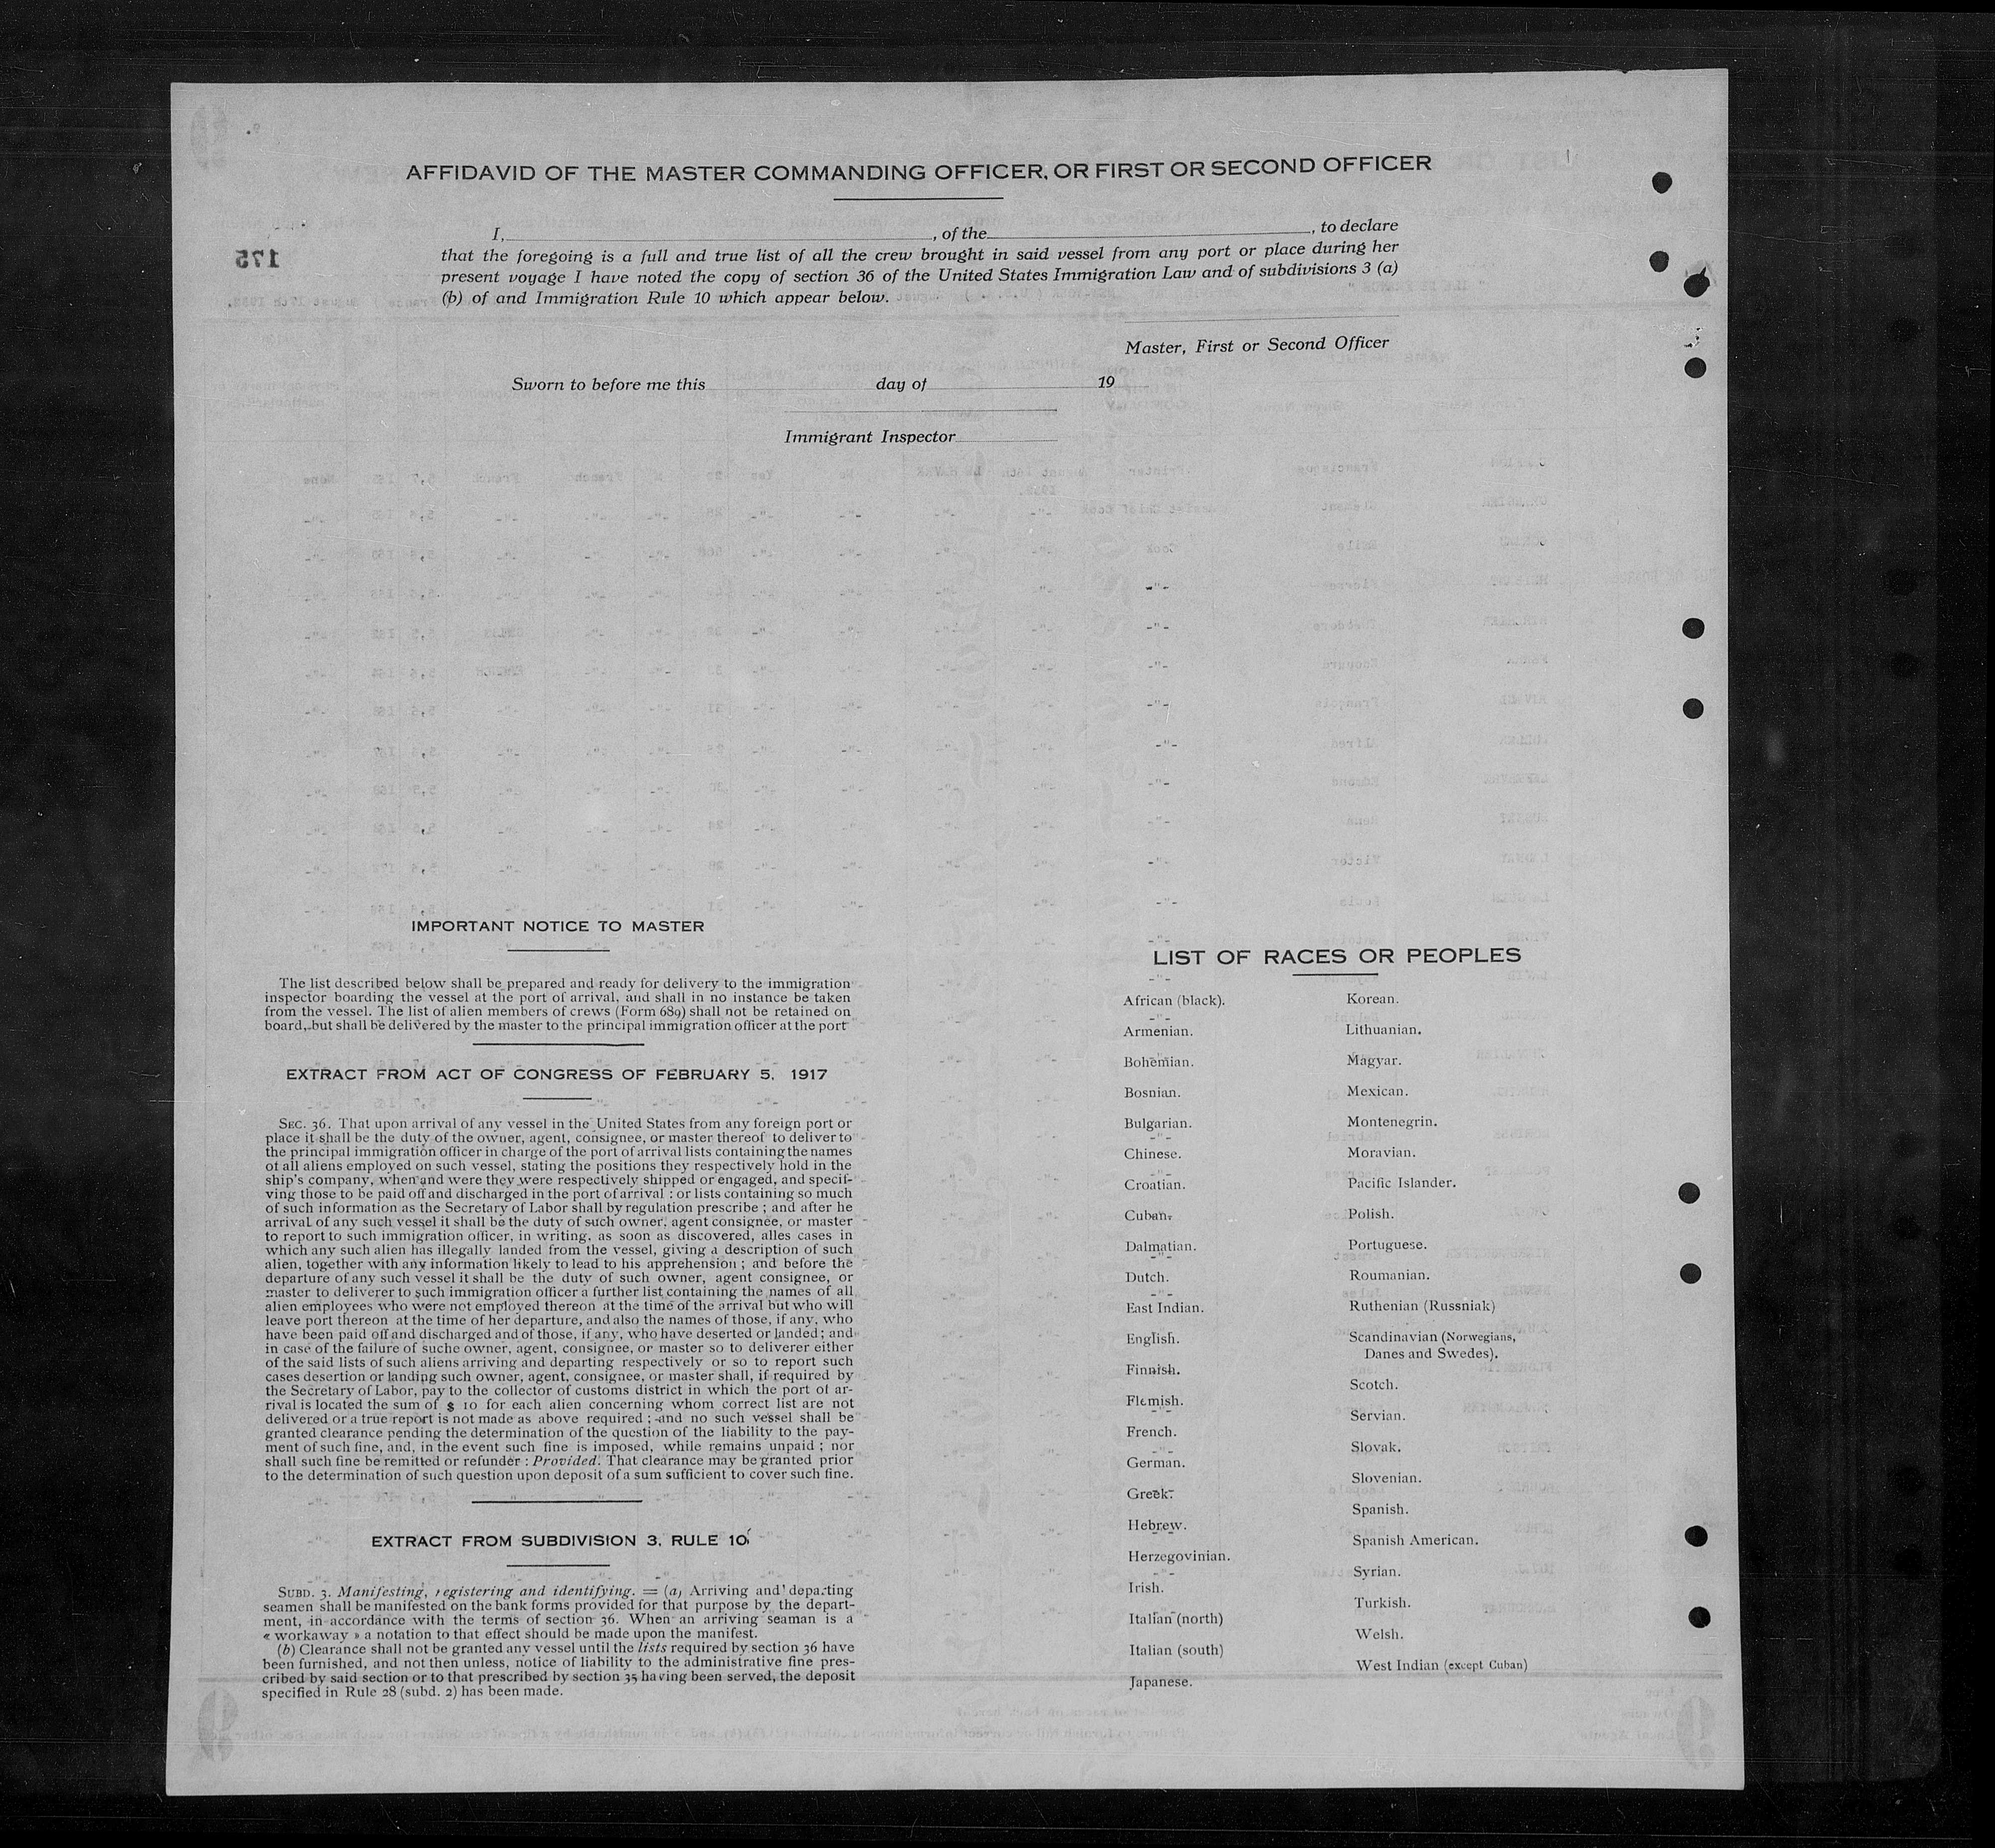 AFFIDAVID OF THE MASTER COMMANDING OFFICER, OR FIRST OR SECOND OFFICER
I, , of the , to declare
that the foregoing is a full and true list of all the crew brought in said vessel from any port or place during her
present voyage I have noted the copy of section 36 of the United States Immigration Law and of subdivisions 3 (a)
(b) of and Immigration Rule 10 which appear below.
175
Master, First or Second Officer
Sworn to before me this day of 19
Immigrant Inspector
IMPORTANT NOTICE TO MASTER
The list described below shall be prepared and ready for delivery to the immigration
inspector boarding the vessel at the port of arrival, and shall in no instance be taken
from the vessel. The list of alien members of crews (Form 689) shall not be retained on
board, but shall be delivered by the master to the principal immigration officer at the port
EXTRACT FROM ACT OF CONGRESS OF FEBRUARY 5, 1917
SEC. 36. That upon arrival of any vessel in the United States from any foreign port or
place it shall be the duty of the owner, agent, consignee, or master thereof to deliver to
the principal immigration officer in charge of the port of arrival lists containing the names
of all aliens employed on such vessel, stating the positions they respectively hold in the
ship's company, when and were they were respectively shipped or engaged, and specif-
ving those to be paid off and discharged in the port of arrival : or lists containing so much
of such information as the Secretary of Labor shall by regulation prescribe ; and after he
arrival of any such vessel it shall be the duty of such owner, agent consignee, or master
to report to such immigration officer, in writing, as soon as discovered, alles cases in
which any such alien has illegally landed from the vessel, giving a description of such
alien, together with any information likely to lead to his apprehension ; and before the
departure of any such vessel it shall be the duty of such owner, agent consignee, or
master to deliverer to such immigration officer a further list containing the names of all
alien employees who were not employed thereon at the time of the arrival but who will
leave port thereon at the time of her departure, and also the names of those, if any, who
have been paid off and discharged and of those, if any, who have deserted or landed ; and
in case of the failure of suche owner, agent, consignee, or master so to deliverer either
of the said lists of such aliens arriving and departing respectively or so to report such
cases desertion or landing such owner, agent, consignee, or master shall, if required by
the Secretary of Labor, pay to the collector of customs district in which the port of ar-
rival is located the sum of $ 10 for each alien concerning whom correct list are not
delivered or a true report is not made as above required ; and no such vessel shall be
granted clearance pending the determination of the question of the liability to the pay-
ment of such fine, and, in the event such fine is imposed, while remains unpaid ; nor
shall such fine be remitted or refunder : Provided. That clearance may be granted prior
to the determination of such question upon deposit of a sum sufficient to cover such fine.
EXTRACT FROM SUBDIVISION 3, RULE 10
SUBD. 3. Manifesting, registering and identifying. = (a) Arriving and departing
seamen shall be manifested on the bank forms provided for that purpose by the depart-
ment, in accordance with the terms of section 36. When an arriving seaman is a
« workaway » a notation to that effect should be made upon the manifest.
(b) Clearance shall not be granted any vessel until the lists required by section 36 have
been furnished, and not then unless, notice of liability to the administrative fine pres-
cribed by said section or to that prescribed by section 35 having been served, the deposit
specified in Rule 28 (subd. 2) has been made.
LIST OF RACES OR PEOPLES
African (black).
Armenian.
Bohemian.
Bosnian.
Bulgarian.
Chinese.
Croatian.
Cuban.
Dalmatian.
Dutch.
East Indian.
English.
Finnish.
Flemish.
French.
German.
Greek.
Hebrew.
Herzegovinian.
Irish.
Italian (north)
Italian (south)
Japanese.
Korean.
Lithuanian.
Magyar.
Mexican.
Montenegrin.
Moravian.
Pacific Islander.
Polish.
Portuguese.
Roumanian.
Ruthenian (Russniak)
Scandinavian (Norwegians,
Danes and Swedes).
Scotch.
Servian.
Slovak.
Slovenian.
Spanish.
Spanish American.
Syrian.
Turkish.
Welsh.
West Indian (except Cuban)